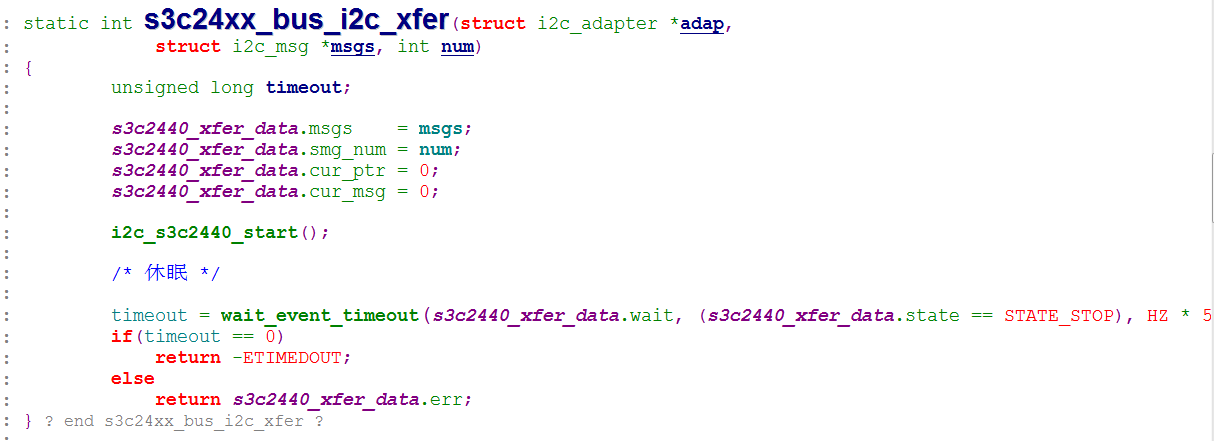 : static int s3c24xx_bus_i2c_xfer(struct i2c_adapter *adap,
:             struct i2c_msg *msgs, int num)
: {
:         unsigned long timeout;
:
:         s3c2440_xfer_data.msgs    = msgs;
:         s3c2440_xfer_data.smg_num = num;
:         s3c2440_xfer_data.cur_ptr = 0;
:         s3c2440_xfer_data.cur_msg = 0;
:
:         i2c_s3c2440_start();
:
:         /* 休眠 */
:
:         timeout = wait_event_timeout(s3c2440_xfer_data.wait, (s3c2440_xfer_data.state == STATE_STOP), HZ * 5
:         if(timeout == 0)
:             return -ETIMEDOUT;
:         else
:             return s3c2440_xfer_data.err;
: } ? end s3c24xx_bus_i2c_xfer ?
: